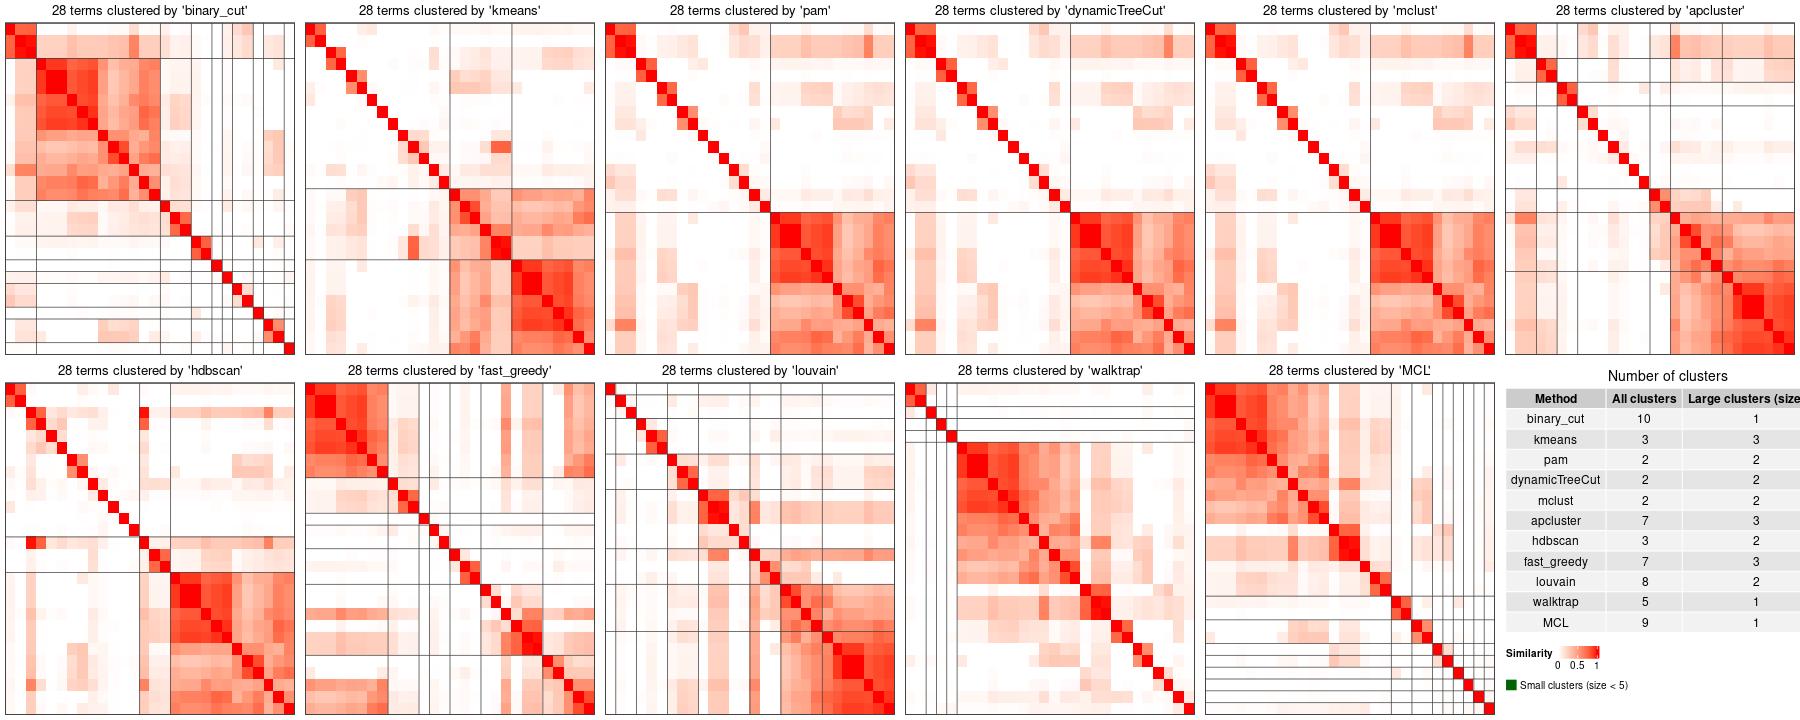 28 terms clustered by 'binary_cut'
28 terms clustered by 'kmeans'
28 terms clustered by 'pam'
28 terms clustered by 'dynamicTreeCut'
28 terms clustered by 'mclust'
28 terms clustered by 'apcluster'
28 terms clustered by 'hdbscan'
28 terms clustered by 'fast_greedy'
28 terms clustered by 'louvain'
28 terms clustered by 'walktrap'
28 terms clustered by 'MCL'
Number of clusters
Method All clusters Large clusters (size
binary_cut 10 1
kmeans 3 3
pam 2 2
dynamicTreeCut 2 2
mclust 2 2
apcluster 7 3
hdbscan 3 2
fast_greedy 7 3
louvain 8 2
walktrap 5 1
MCL 9 1
Similarity
0 0.5 1
Small clusters (size < 5)